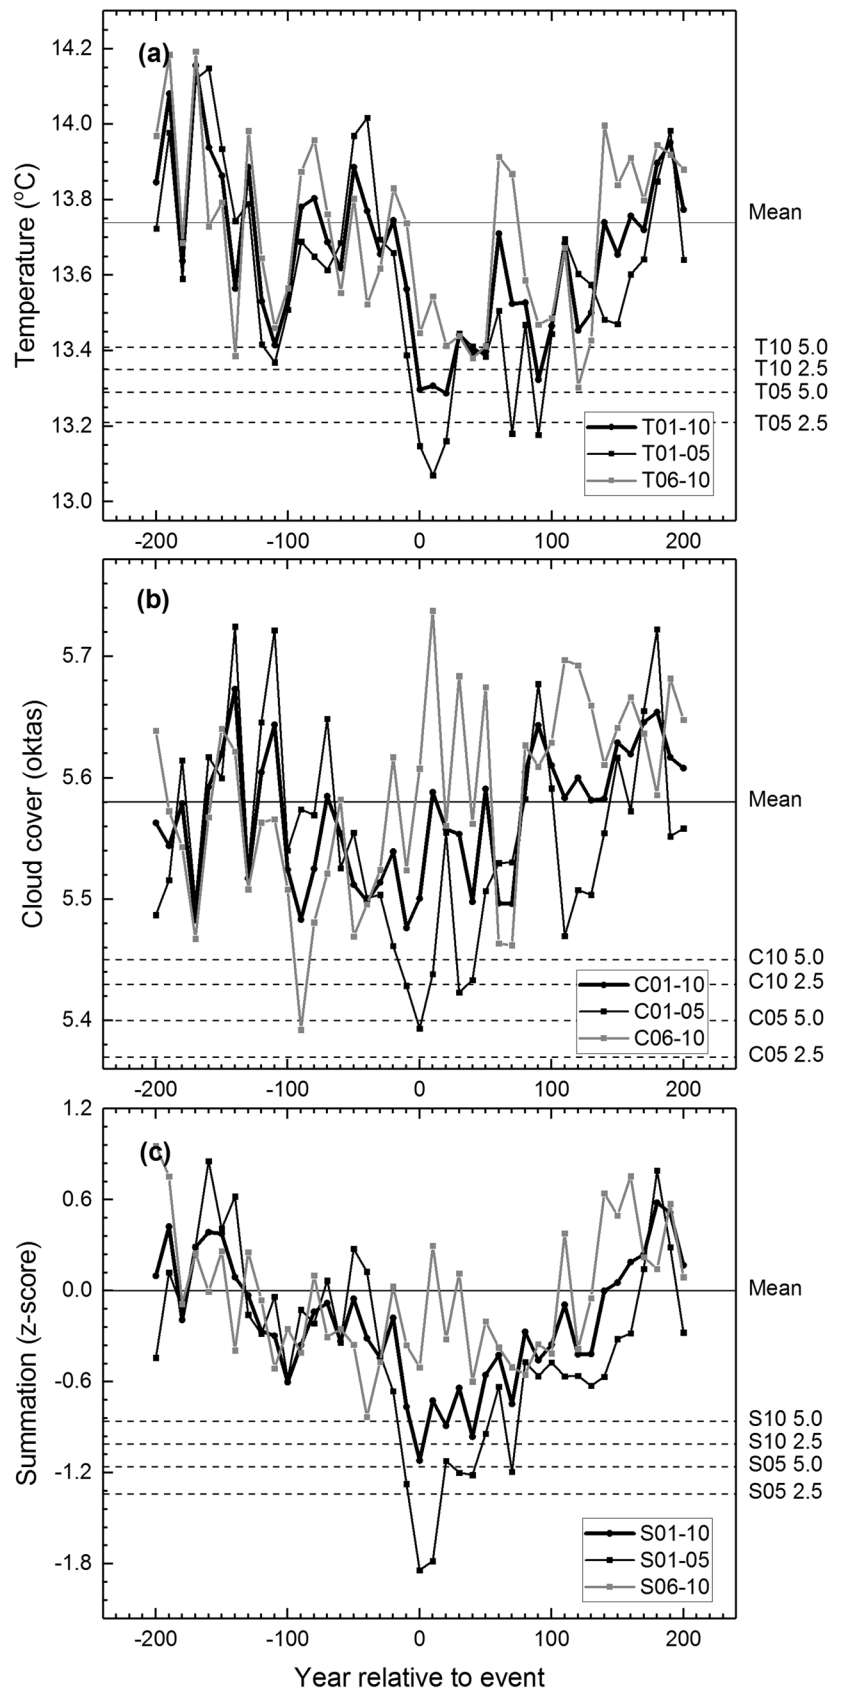 (a)
14.2
14.0
13.8
13.6
13.4
13.2
13.0
Temperature (°C)
Mean
T10 5.0
T10 2.5
T05 5.0
T05 2.5
T01-10
T01-05
T06-10
-200 -100 0 100 200
(b)
5.7
5.6
5.5
5.4
Cloud cover (oktas)
Mean
C10 5.0
C10 2.5
C05 5.0
C05 2.5
C01-10
C01-05
C06-10
-200 -100 0 100 200
(c)
1.2
0.6
0.0
-0.6
-1.2
-1.8
Summation (z-score)
Mean
S10 5.0
S10 2.5
S05 5.0
S05 2.5
S01-10
S01-05
S06-10
-200 -100 0 100 200
Year relative to event